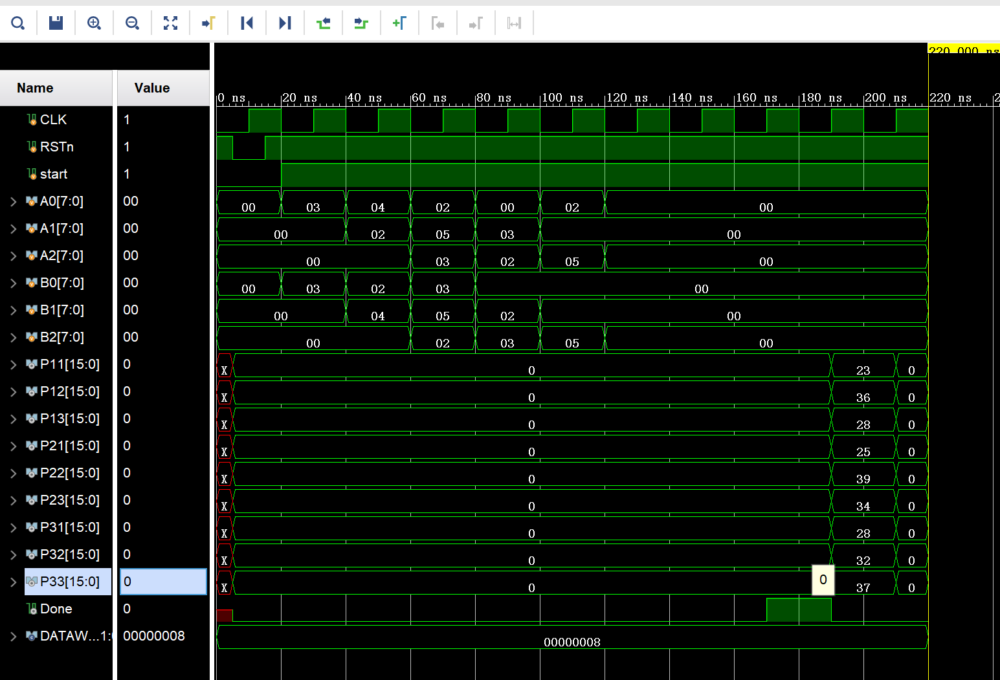 220.000 ns
Name Value
0 ns 20 ns 40 ns 60 ns 80 ns 100 ns 120 ns 140 ns 160 ns 180 ns 200 ns 220 ns
CLK 1
RSTn 1
start 1
A0[7:0] 00 00 03 04 02 00 02 00
A1[7:0] 00 00 02 05 03 00
A2[7:0] 00 00 03 02 05 00
B0[7:0] 00 00 03 02 03 00
B1[7:0] 00 00 04 05 02 00
B2[7:0] 00 00 02 03 05 00
P11[15:0] 0 X 0 23 0
P12[15:0] 0 X 0 36 0
P13[15:0] 0 X 0 28 0
P21[15:0] 0 X 0 25 0
P22[15:0] 0 X 0 39 0
P23[15:0] 0 X 0 34 0
P31[15:0] 0 X 0 28 0
P32[15:0] 0 X 0 32 0
P33[15:0] 0 X 0 0 37 0
Done 0
DATAW...1: 00000008 00000008